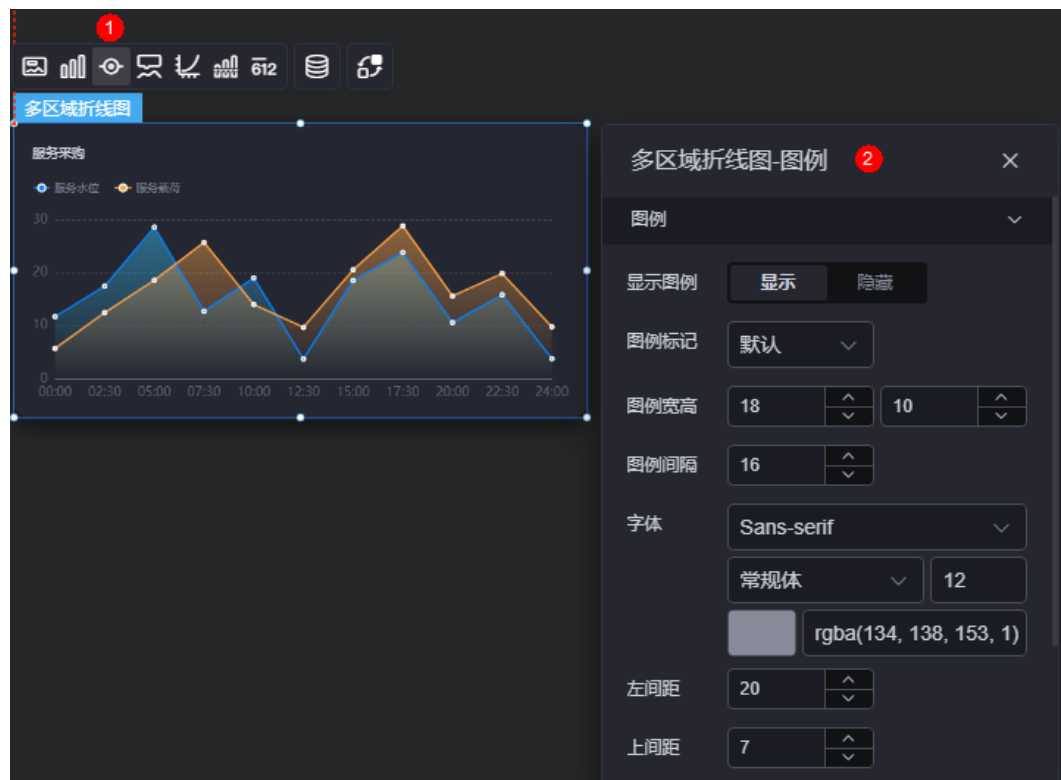 1
612
多区域折线图
服务采购
服务水位 服务载荷
30
20
10
0
00:00 02:30 05:00 07:30 10:00 12:30 15:00 17:30 20:00 22:30 24:00
多区域折线图-图例 2
图例
显示图例 显示 隐藏
图例标记 默认
图例宽高 18 10
图例间隔 16
字体 Sans-serif
常规体 12
rgba(134, 138, 153, 1)
左间距 20
上间距 7